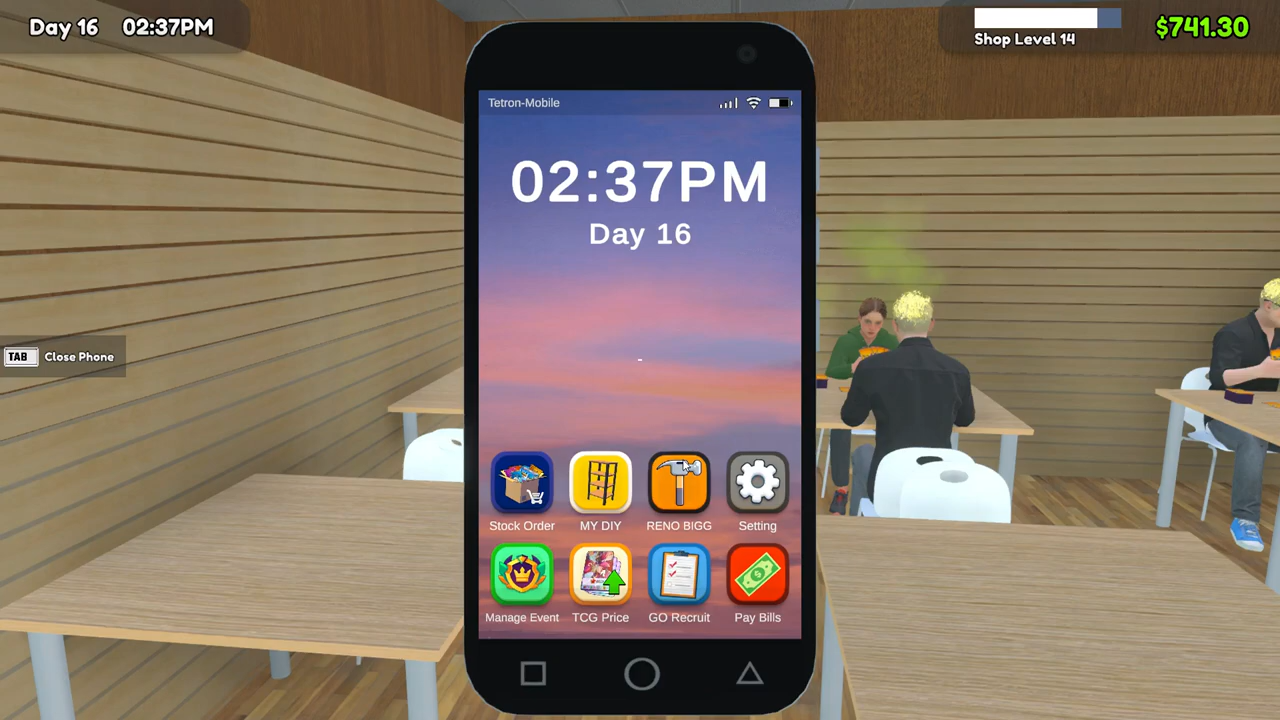 Day 16 02:37PM
Shop Level 14
$741.30
Tetron-Mobile
02:37PM
Day 16
TAB Close Phone
Stock Order MY DIY RENO BIGG Setting
Manage Event TCG Price GO Recruit Pay Bills